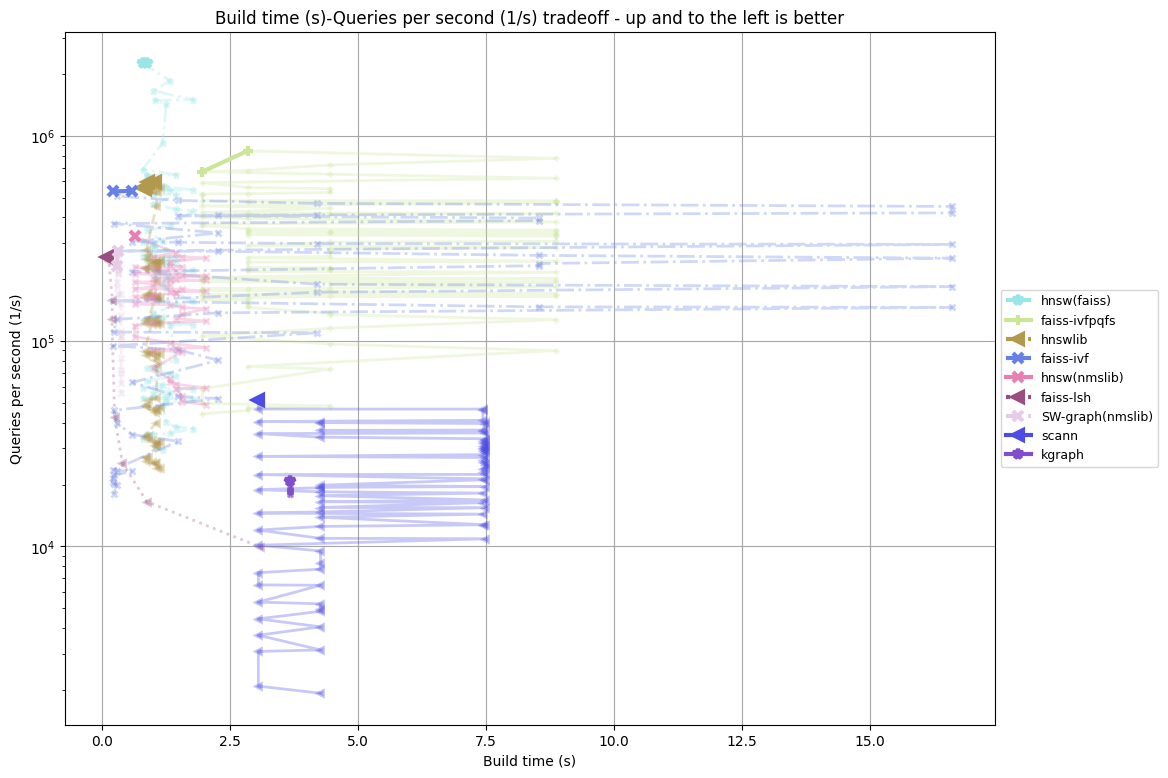 Build time (s)-Queries per second (1/s) tradeoff - up and to the left is better
Queries per second (1/s)
10^6
10^5
10^4
0.0 2.5 5.0 7.5 10.0 12.5 15.0
Build time (s)
hnsw(faiss)
faiss-ivfpqfs
hnswlib
faiss-ivf
hnsw(nmslib)
faiss-lsh
SW-graph(nmslib)
scann
kgraph